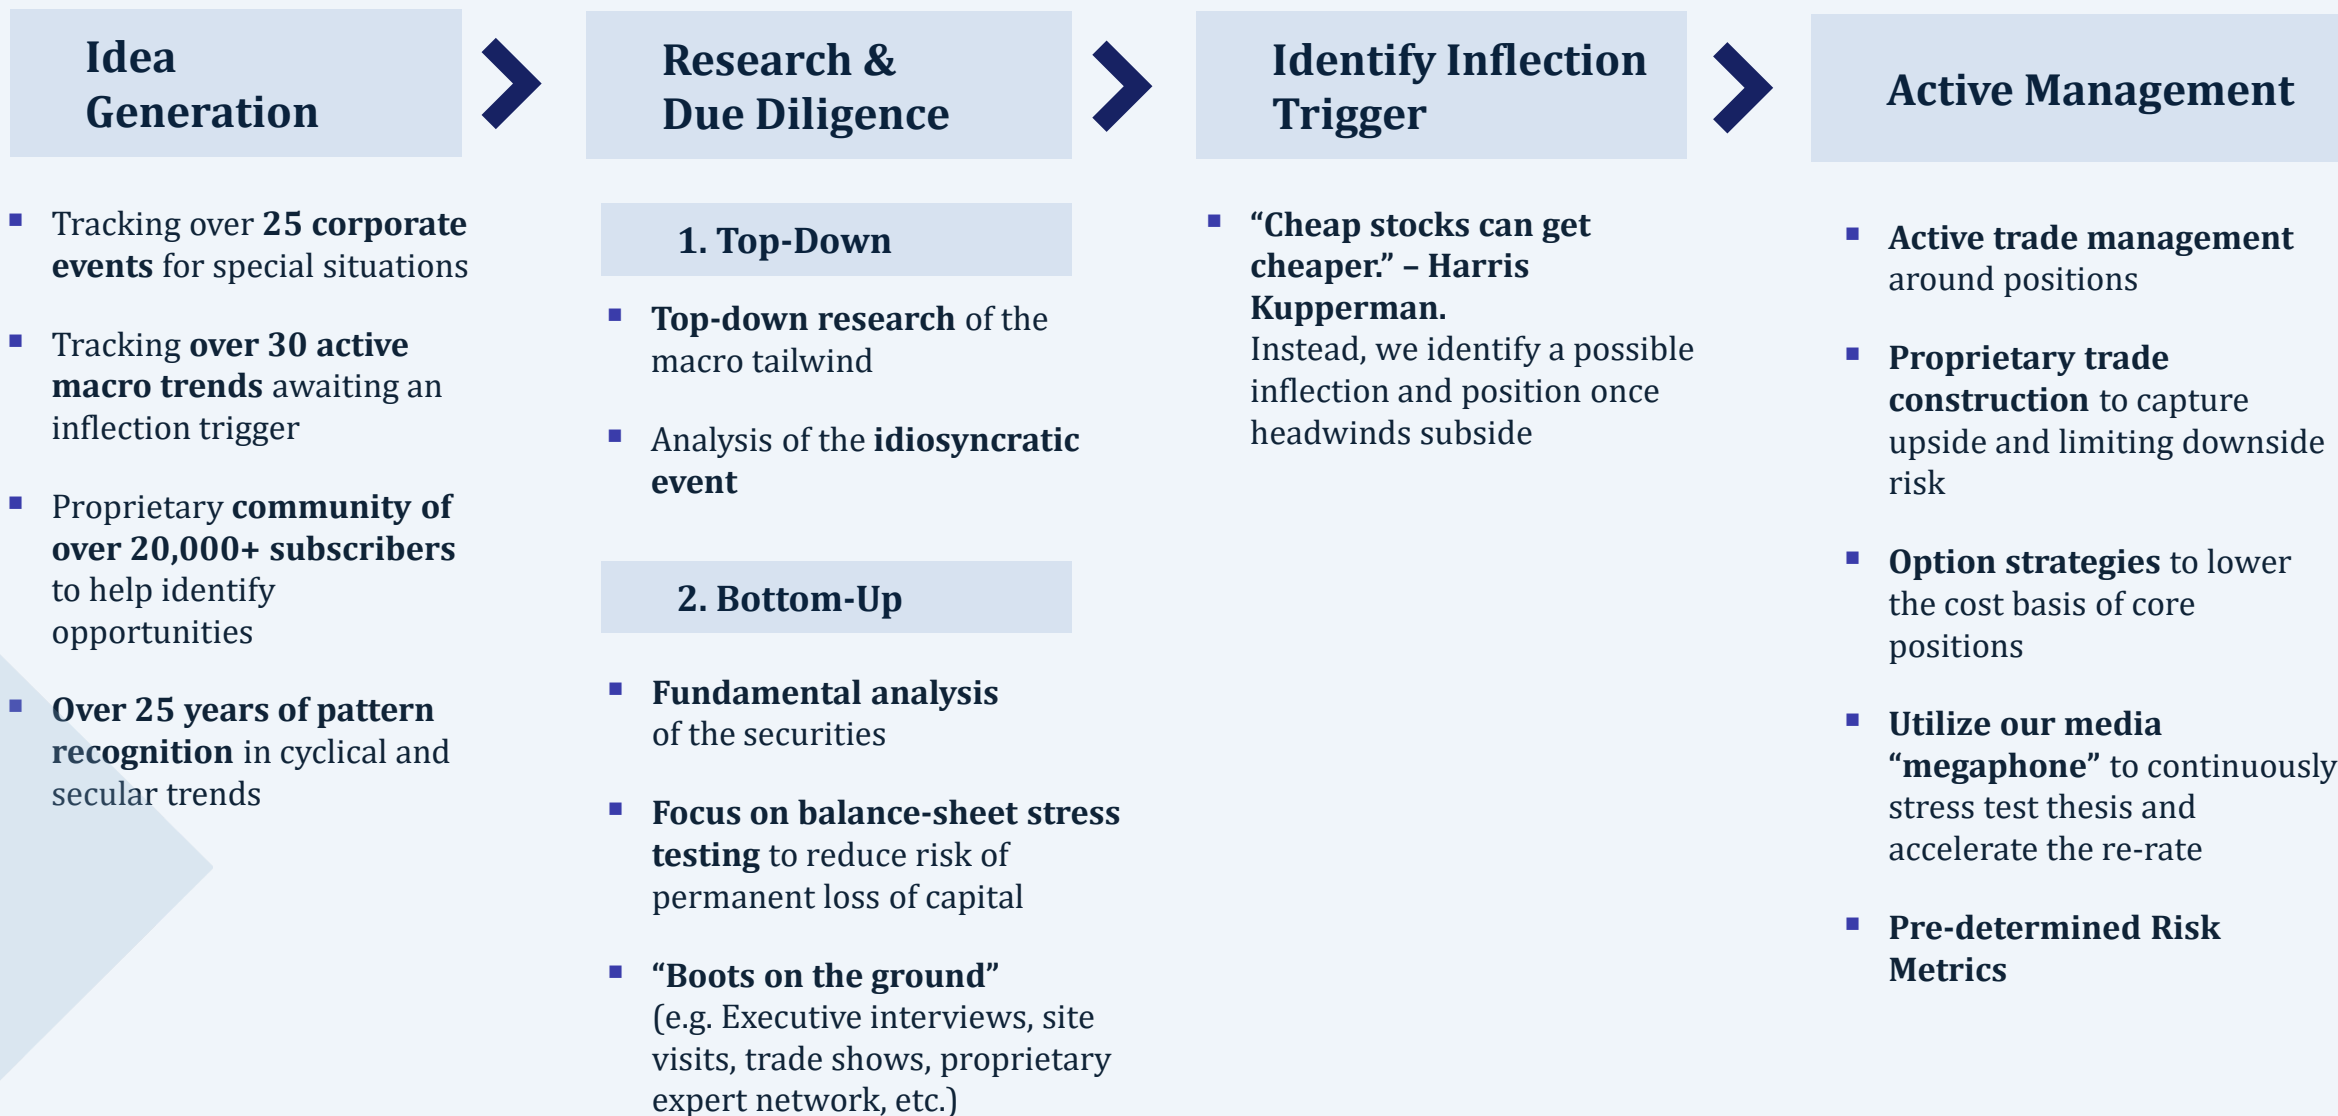 Idea
Generation
Research &
Due Diligence
Identify Inflection
Trigger
Active Management
▪ Tracking over 25 corporate
events for special situations
▪ Tracking over 30 active
macro trends awaiting an
inflection trigger
▪ Proprietary community of
over 20,000+ subscribers
to help identify
opportunities
▪ Over 25 years of pattern
recognition in cyclical and
secular trends
1. Top-Down
▪ Top-down research of the
macro tailwind
▪ Analysis of the idiosyncratic
event
2. Bottom-Up
▪ Fundamental analysis
of the securities
▪ Focus on balance-sheet stress
testing to reduce risk of
permanent loss of capital
▪ “Boots on the ground”
(e.g. Executive interviews, site
visits, trade shows, proprietary
expert network, etc.)
▪ “Cheap stocks can get
cheaper.” – Harris
Kupperman.
Instead, we identify a possible
inflection and position once
headwinds subside
▪ Active trade management
around positions
▪ Proprietary trade
construction to capture
upside and limiting downside
risk
▪ Option strategies to lower
the cost basis of core
positions
▪ Utilize our media
“megaphone” to continuously
stress test thesis and
accelerate the re-rate
▪ Pre-determined Risk
Metrics